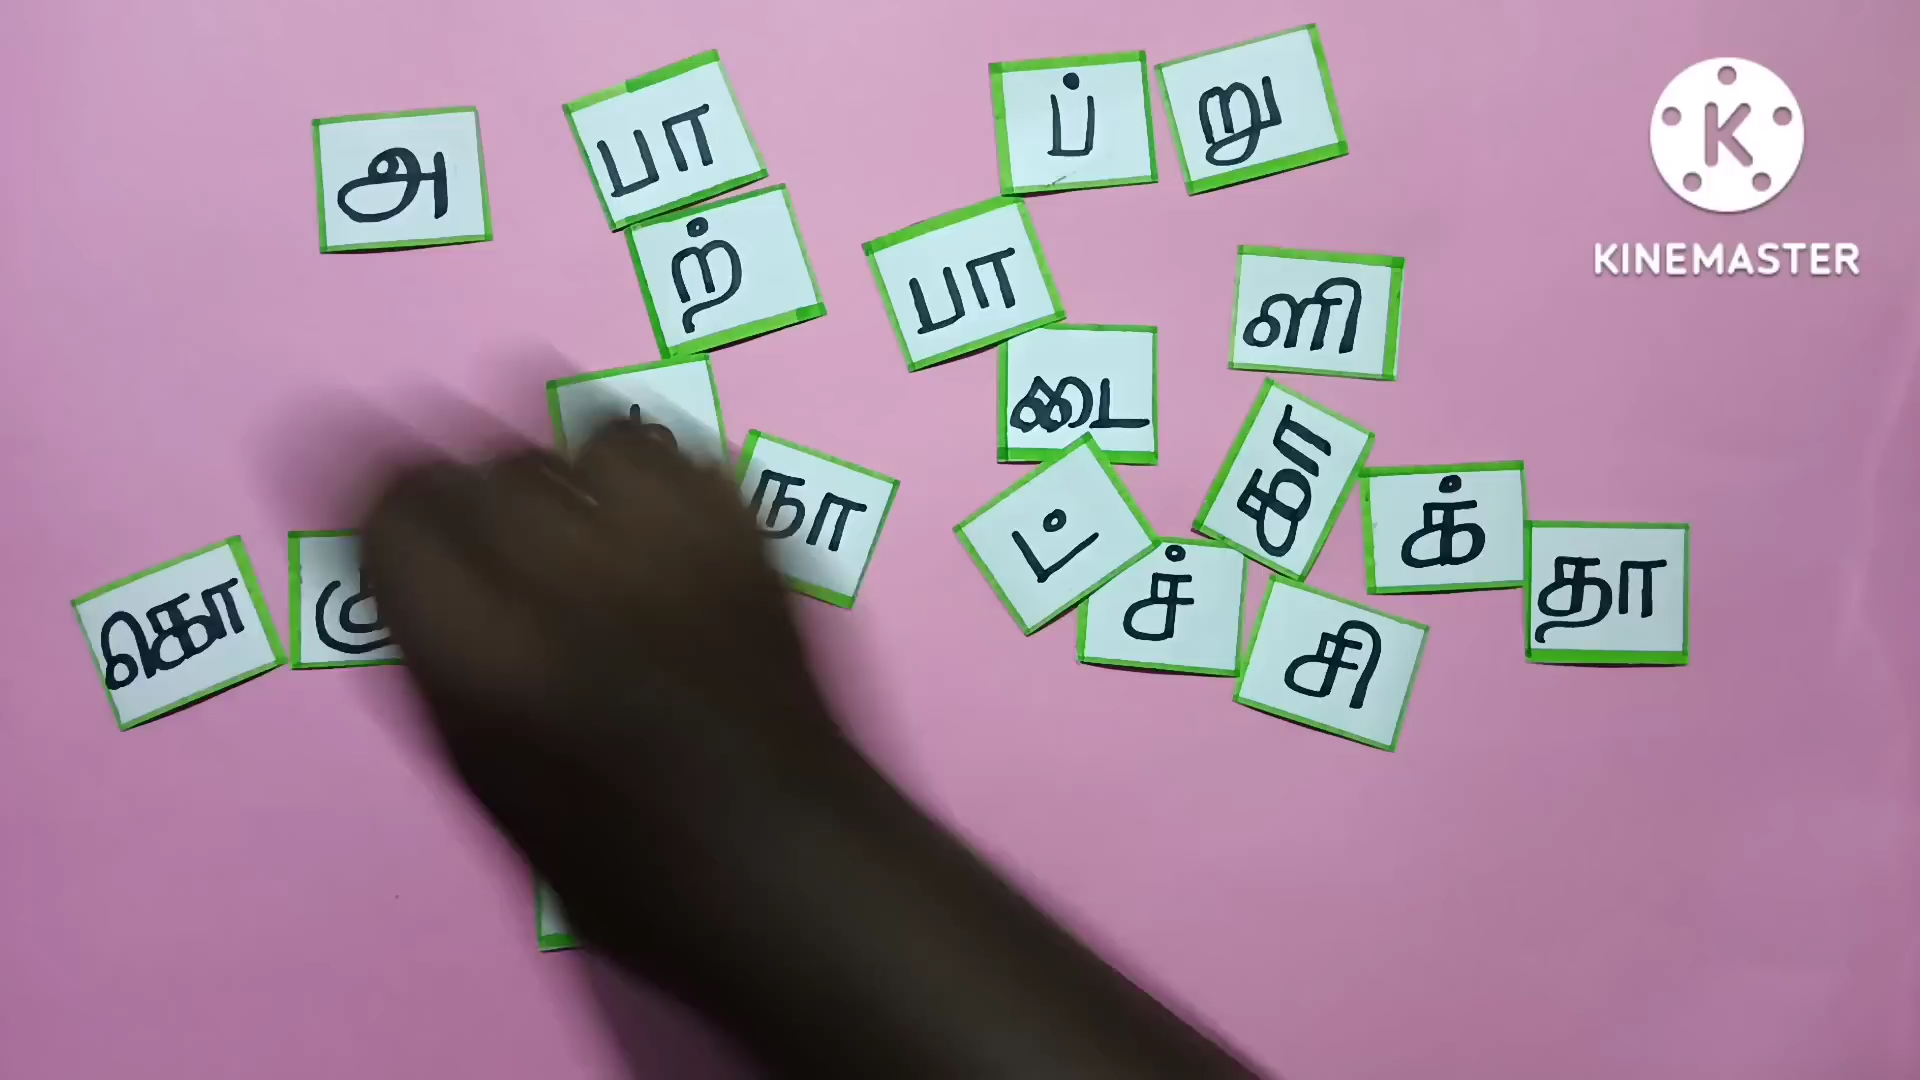 அ
பா
ப்
று
ற்
பா
ளி
டை
நா
கா
க்
ட்
தா
கொ
ச்
சி
KINEMASTER